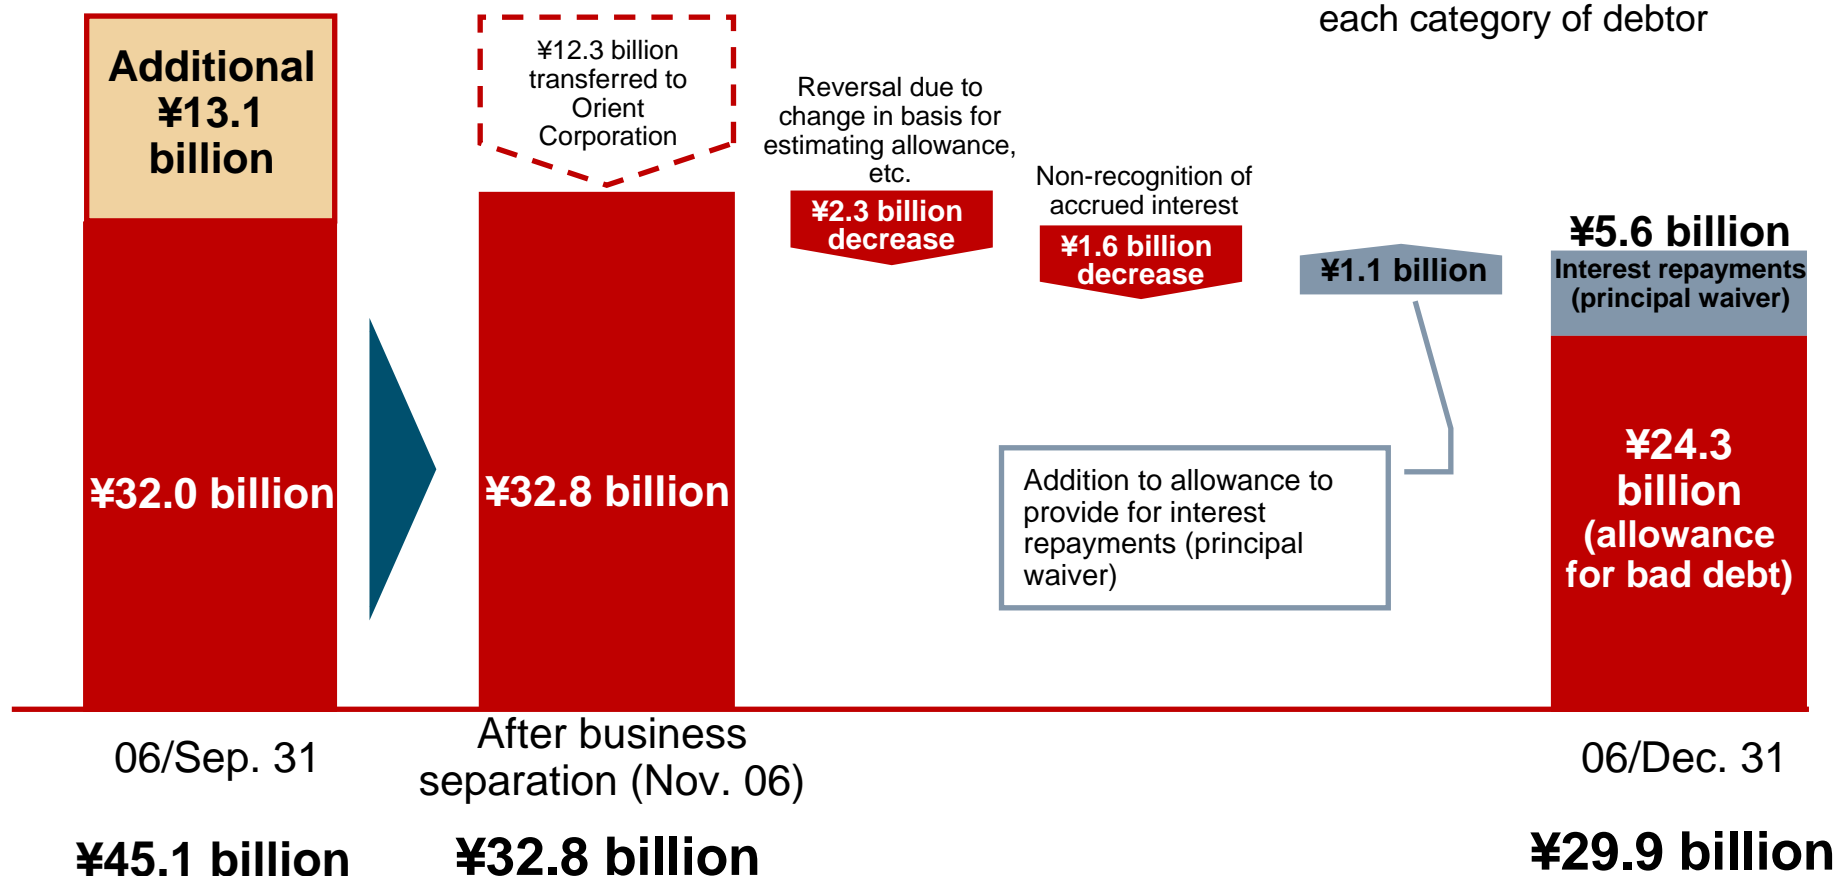 each category of debtor
Additional
¥13.1
billion
¥12.3 billion
transferred to
Orient
Corporation
Reversal due to
change in basis for
estimating allowance,
etc.
¥2.3 billion
decrease
Non-recognition of
accrued interest
¥1.6 billion
decrease
¥1.1 billion
¥5.6 billion
Interest repayments
(principal waiver)
¥32.0 billion
¥32.8 billion
Addition to allowance to
provide for interest
repayments (principal
waiver)
¥24.3
billion
(allowance
for bad debt)
06/Sep. 31
After business
separation (Nov. 06)
06/Dec. 31
¥45.1 billion
¥32.8 billion
¥29.9 billion